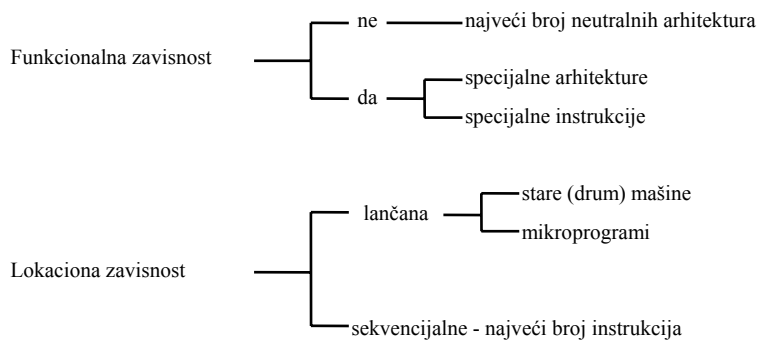 ne
najveći broj neutralnih arhitektura
Funkcionalna zavisnost
specijalne arhitekture
da
specijalne instrukcije
stare (drum) mašine
lančana
mikroprogrami
Lokaciona zavisnost
sekvencijalne - najveći broj instrukcija